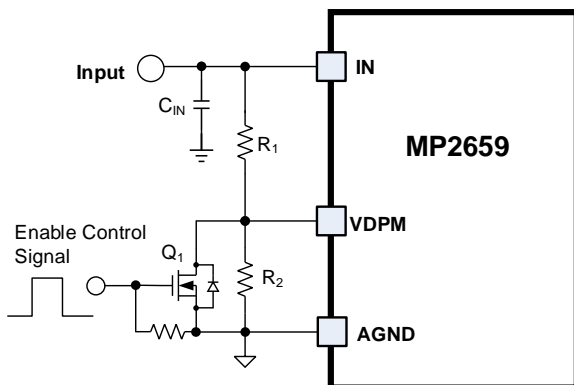 Input
IN
C_IN
R_1
MP2659
Enable Control
Signal
Q_1
VDPM
R_2
AGND